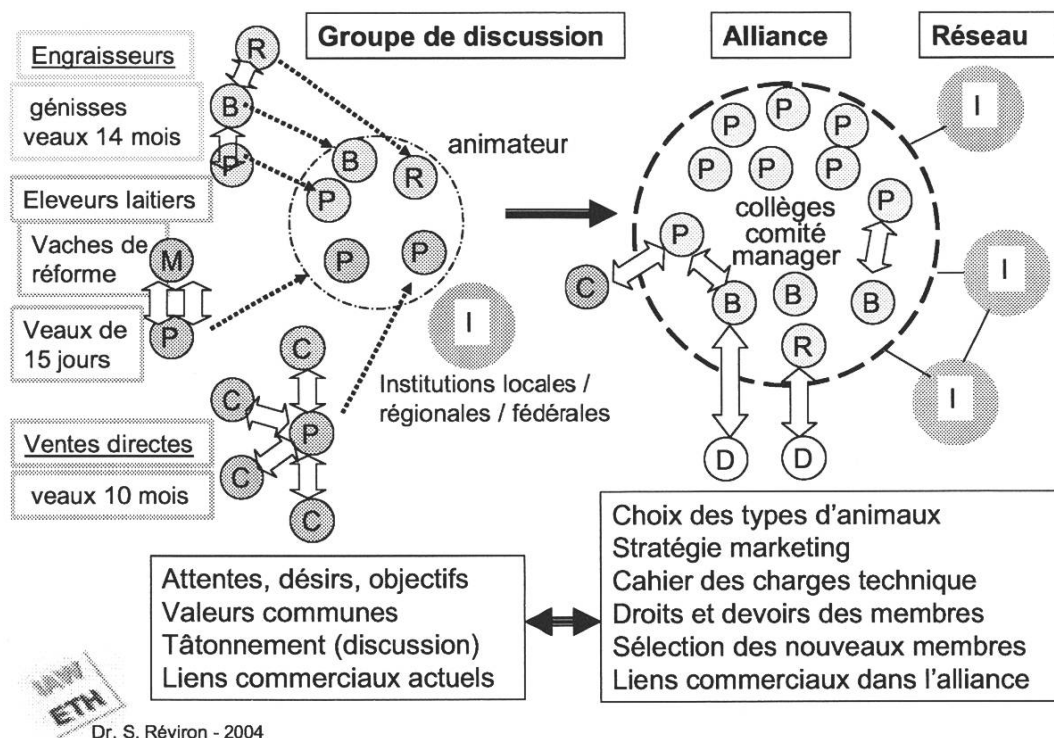 Groupe de discussion
Alliance
Réseau
Engraisseurs
génisses
veaux 14 mois
R
B
P
Eleveurs laitiers
Vaches de
réforme
M
Veaux de
15 jours
P
Ventes directes
veaux 10 mois
C
C
P
C
C
animateur
B
R
P
P
P
I
Institutions locales /
régionales / fédérales
P
P
P
P
P
P
P
P
P
collèges
comité
manager
C
B
B
B
R
D
D
I
I
I
Attentes, désirs, objectifs
Valeurs communes
Tâtonnement (discussion)
Liens commerciaux actuels
Choix des types d'animaux
Stratégie marketing
Cahier des charges technique
Droits et devoirs des membres
Sélection des nouveaux membres
Liens commerciaux dans l'alliance
IAW
ETH
Dr. S. Réviron - 2004